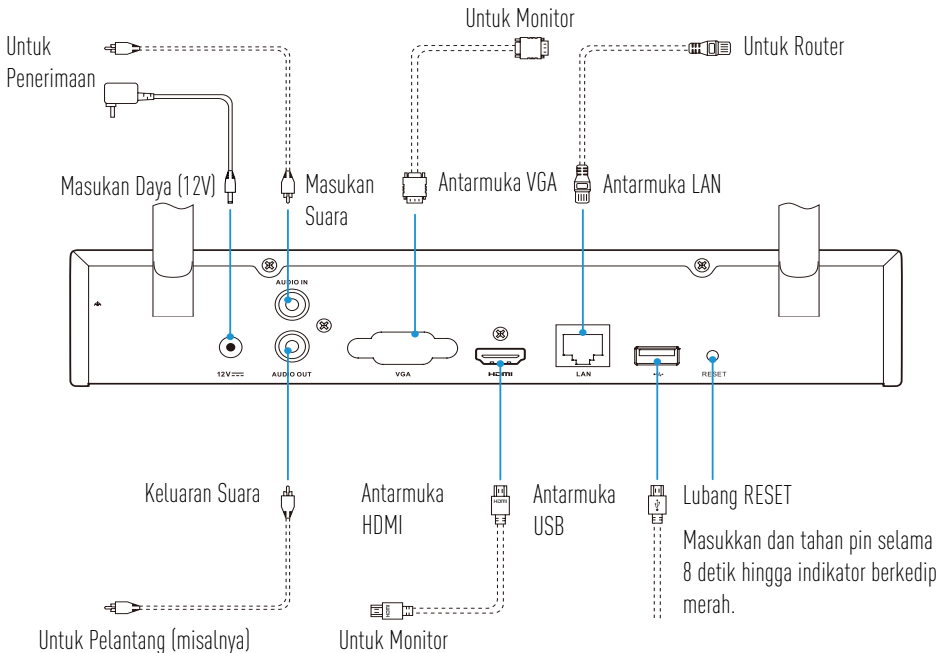 Untuk Monitor
Untuk
Penerimaan
Untuk Router
Masukan Daya (12V)
Masukan
Suara
Antarmuka VGA
Antarmuka LAN
AUDIO IN
12V
AUDIO OUT
VGA
HDMI
LAN
RESET
Keluaran Suara
Antarmuka
HDMI
HDMI
Antarmuka
USB
Lubang RESET
Masukkan dan tahan pin selama
8 detik hingga indikator berkedip
merah.
HDMI
Untuk Pelantang (misalnya)
Untuk Monitor